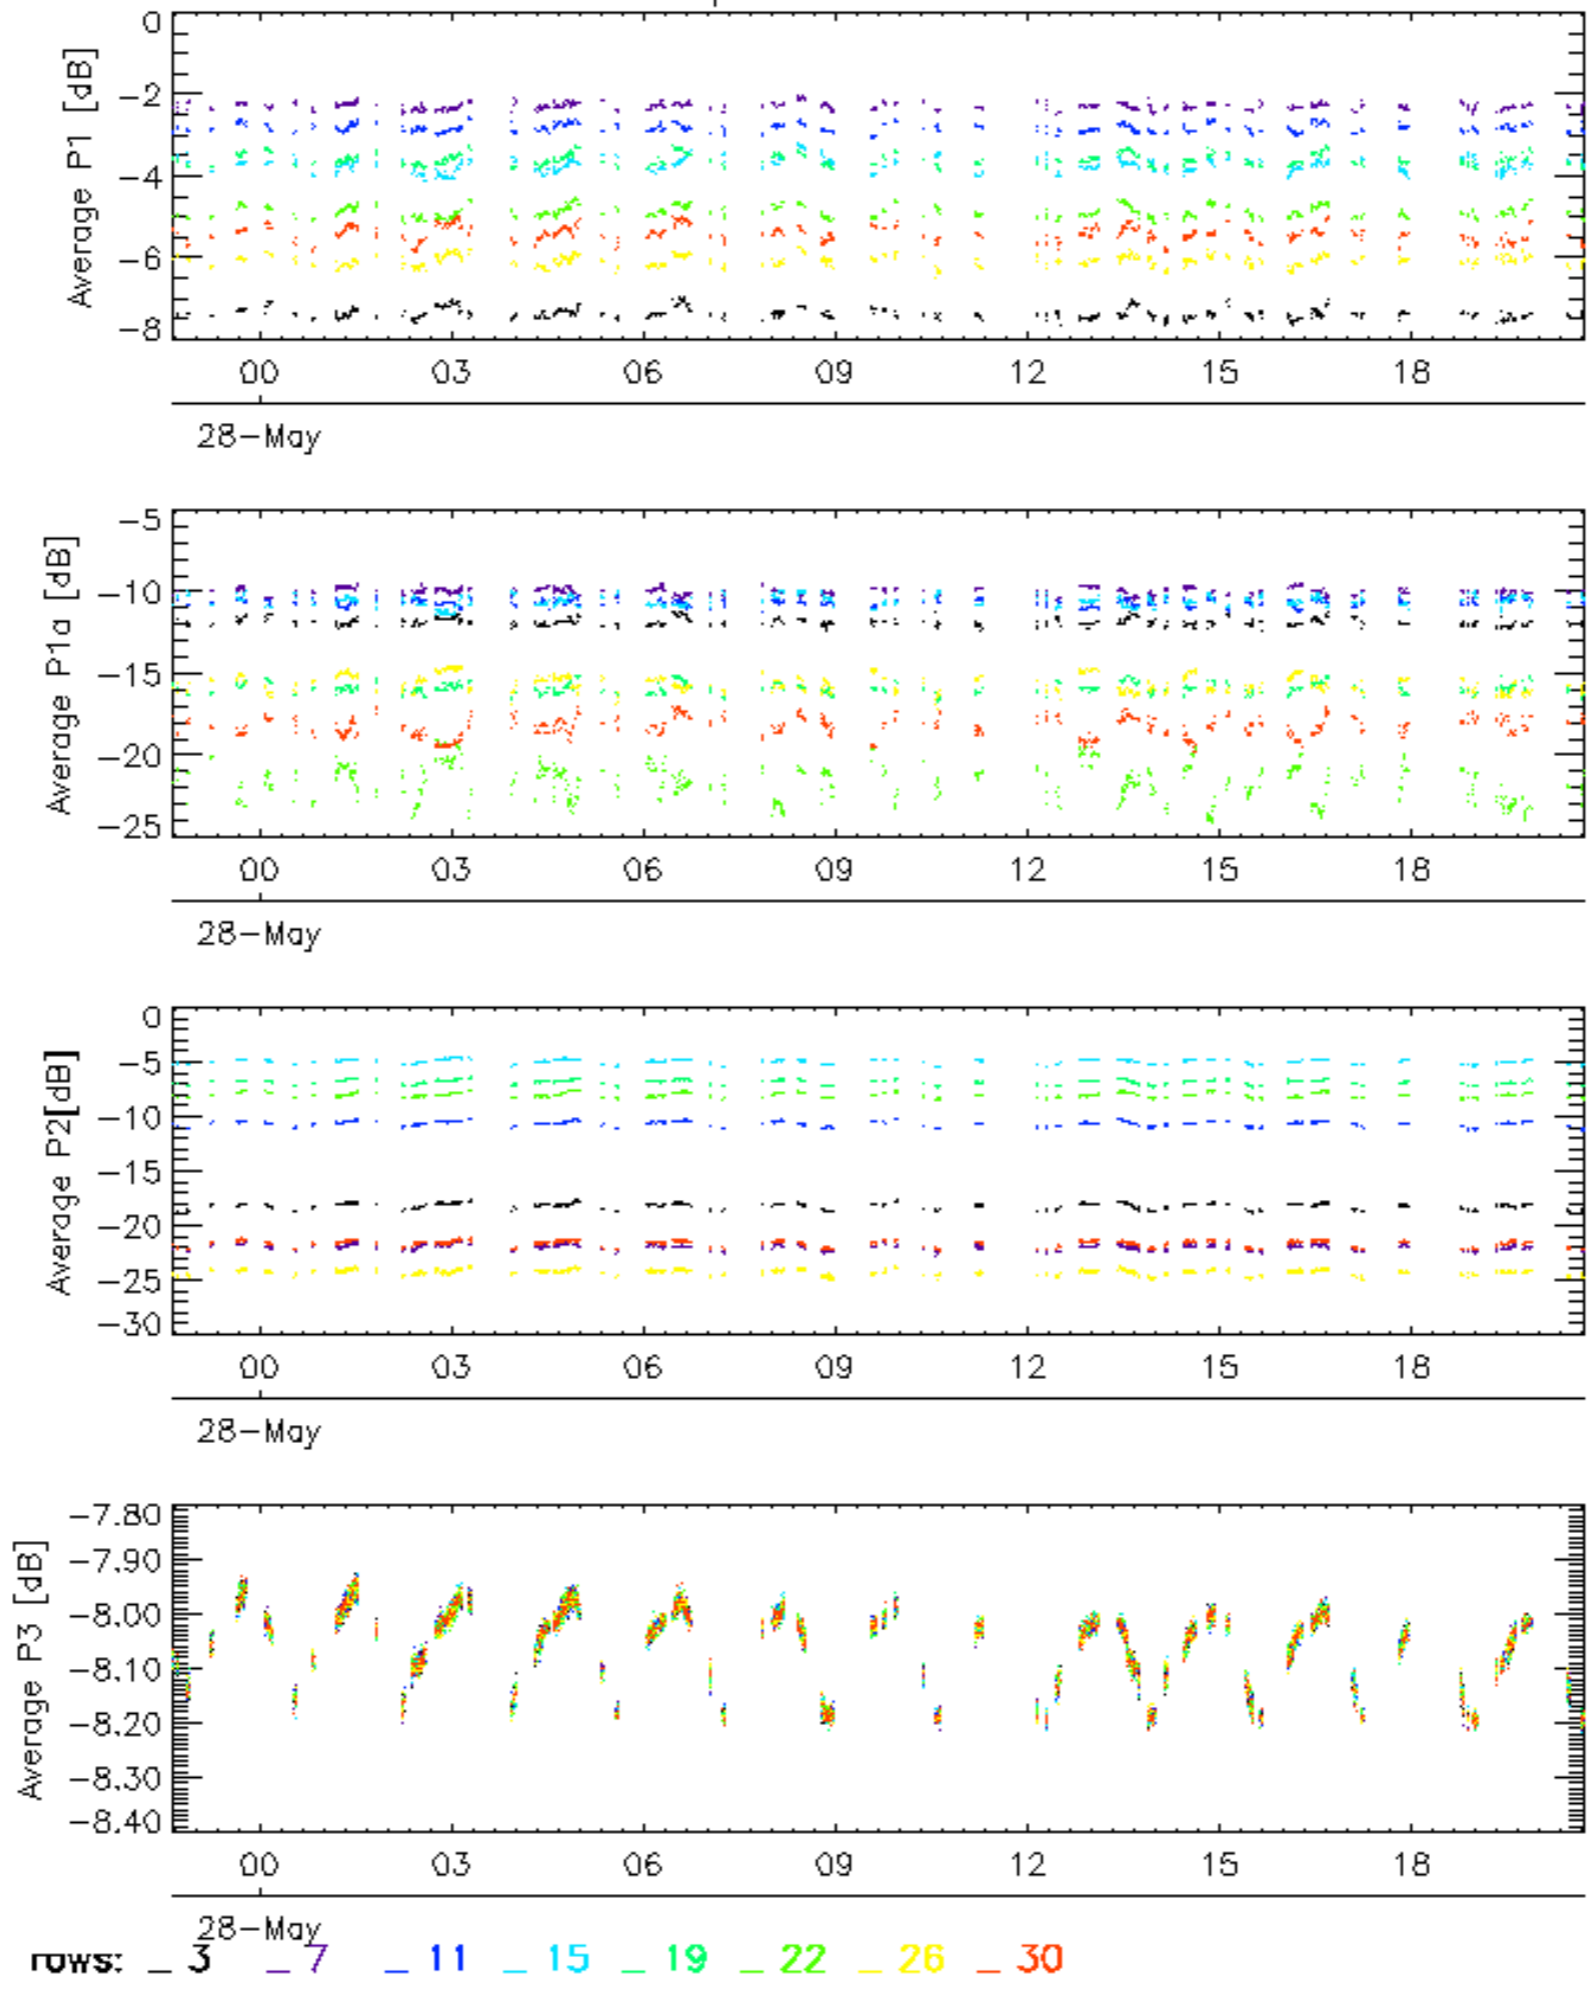 Average P1 [dB]
0
−2
−4
−6
−8
00 03 06 09 12 15 18
28−May
Average P1a [dB]
−5
−10
−15
−20
−25
00 03 06 09 12 15 18
28−May
Average P2[dB]
0
−5
−10
−15
−20
−25
−30
00 03 06 09 12 15 18
28−May
Average P3 [dB]
−7.80
−7.90
−8.00
−8.10
−8.20
−8.30
−8.40
00 03 06 09 12 15 18
28−May
rows: _ 3 _ 7 _ 11 _ 15 _ 19 _ 22 _ 26 _ 30